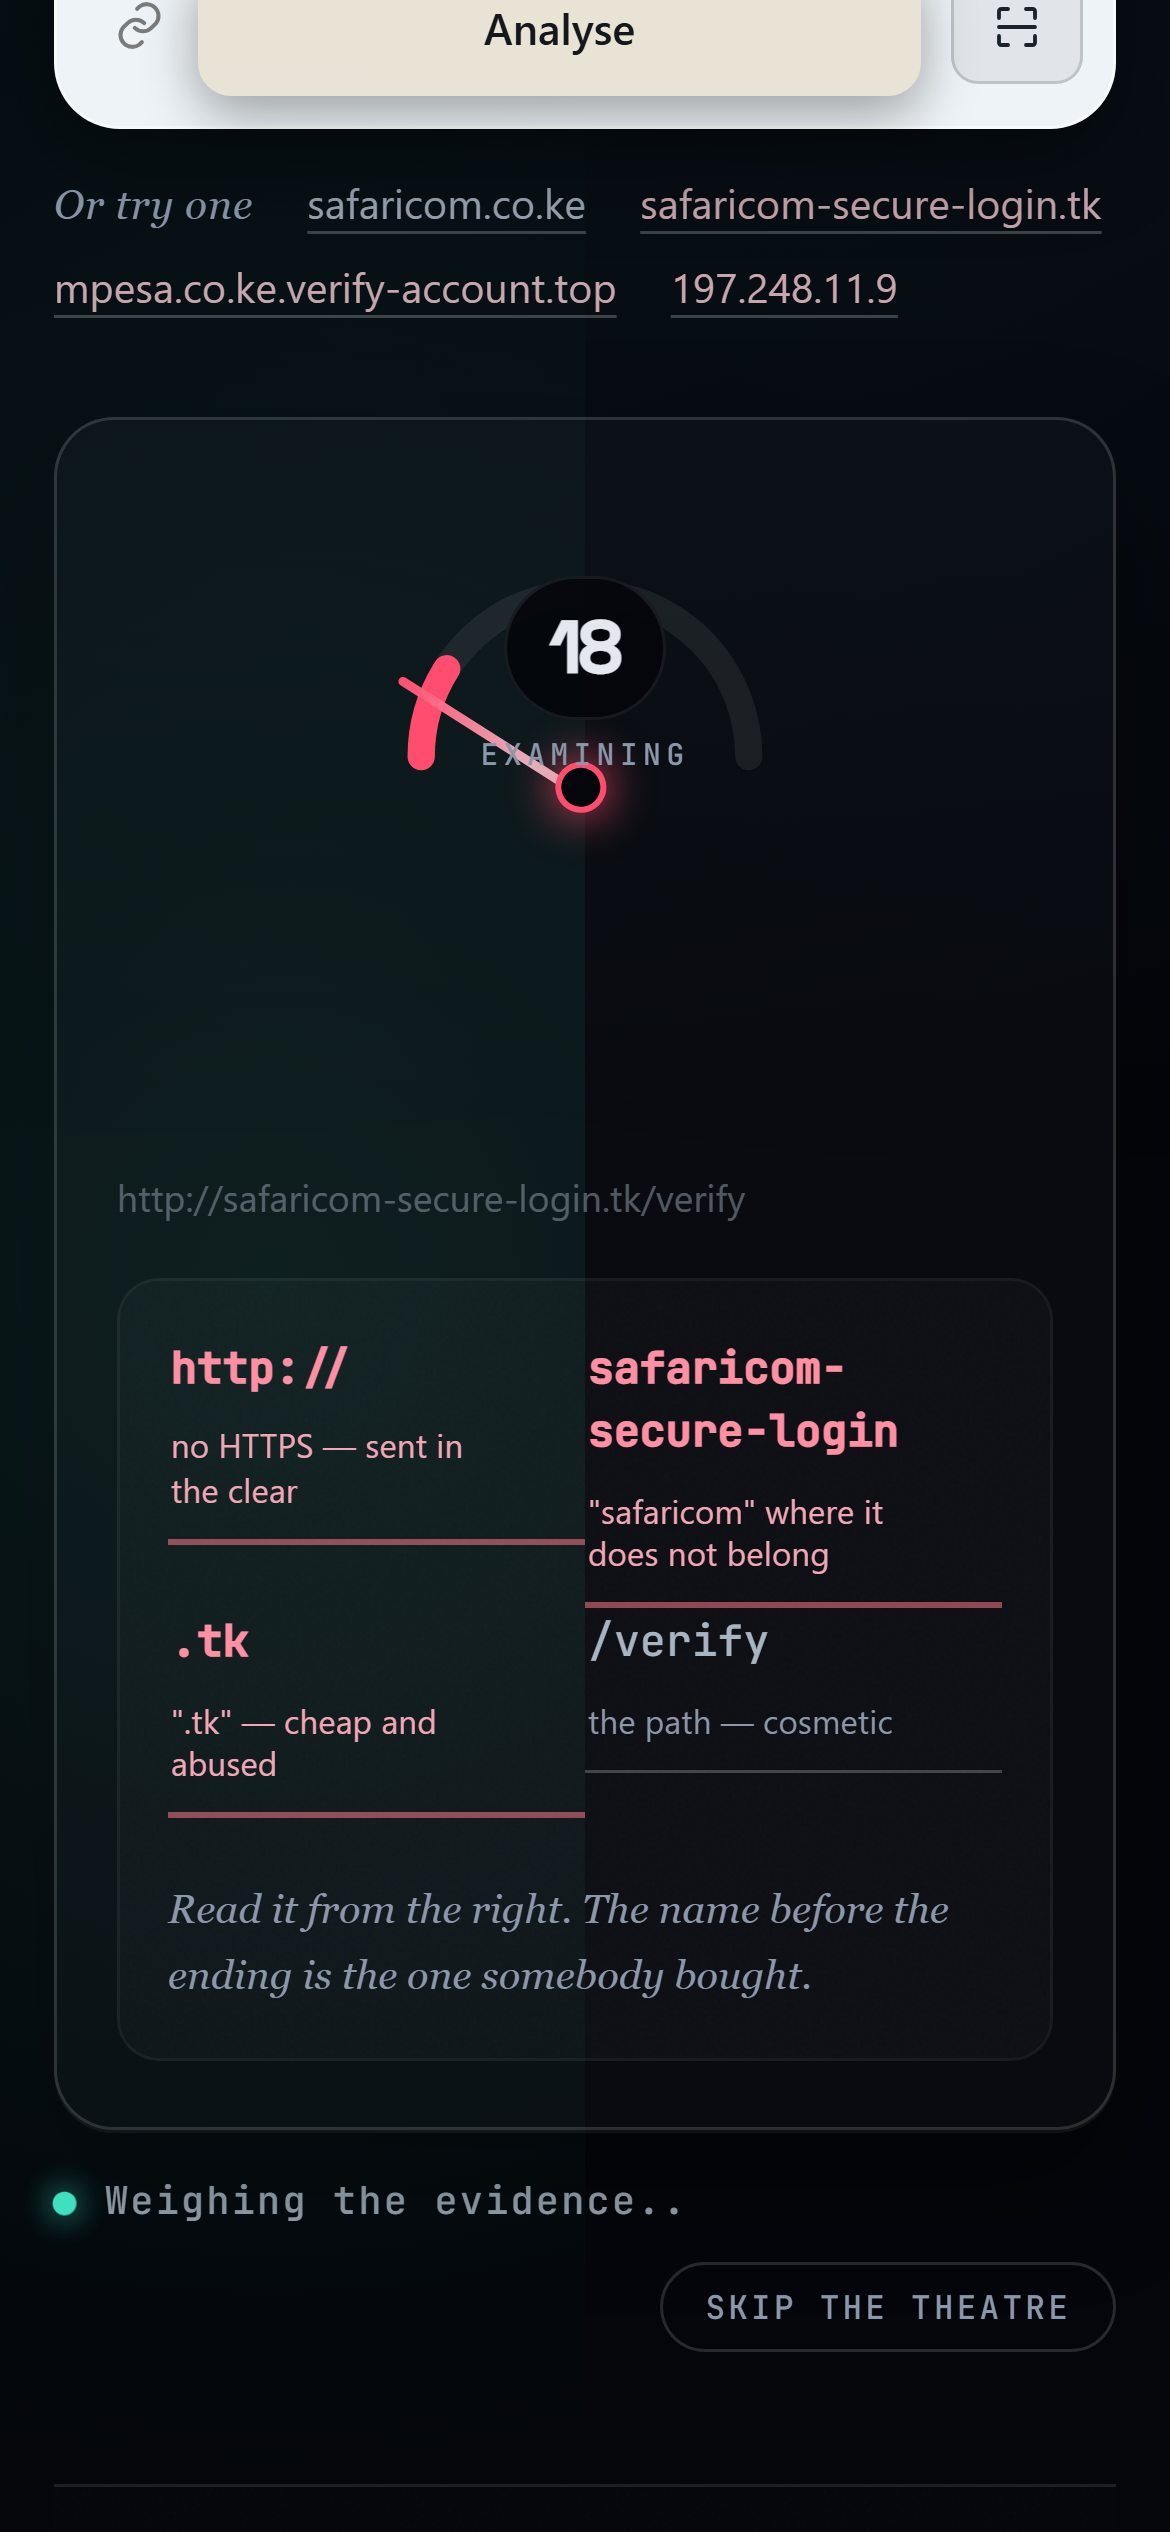 Analyse
Or try one safaricom.co.ke safaricom-secure-login.tk
mpesa.co.ke.verify-account.top 197.248.11.9
18
EXAMINING
http://safaricom-secure-login.tk/verify
http://
no HTTPS — sent in
the clear
safaricom-
secure-login
"safaricom" where it
does not belong
.tk
".tk" — cheap and
abused
/verify
the path — cosmetic
Read it from the right. The name before the
ending is the one somebody bought.
Weighing the evidence..
SKIP THE THEATRE